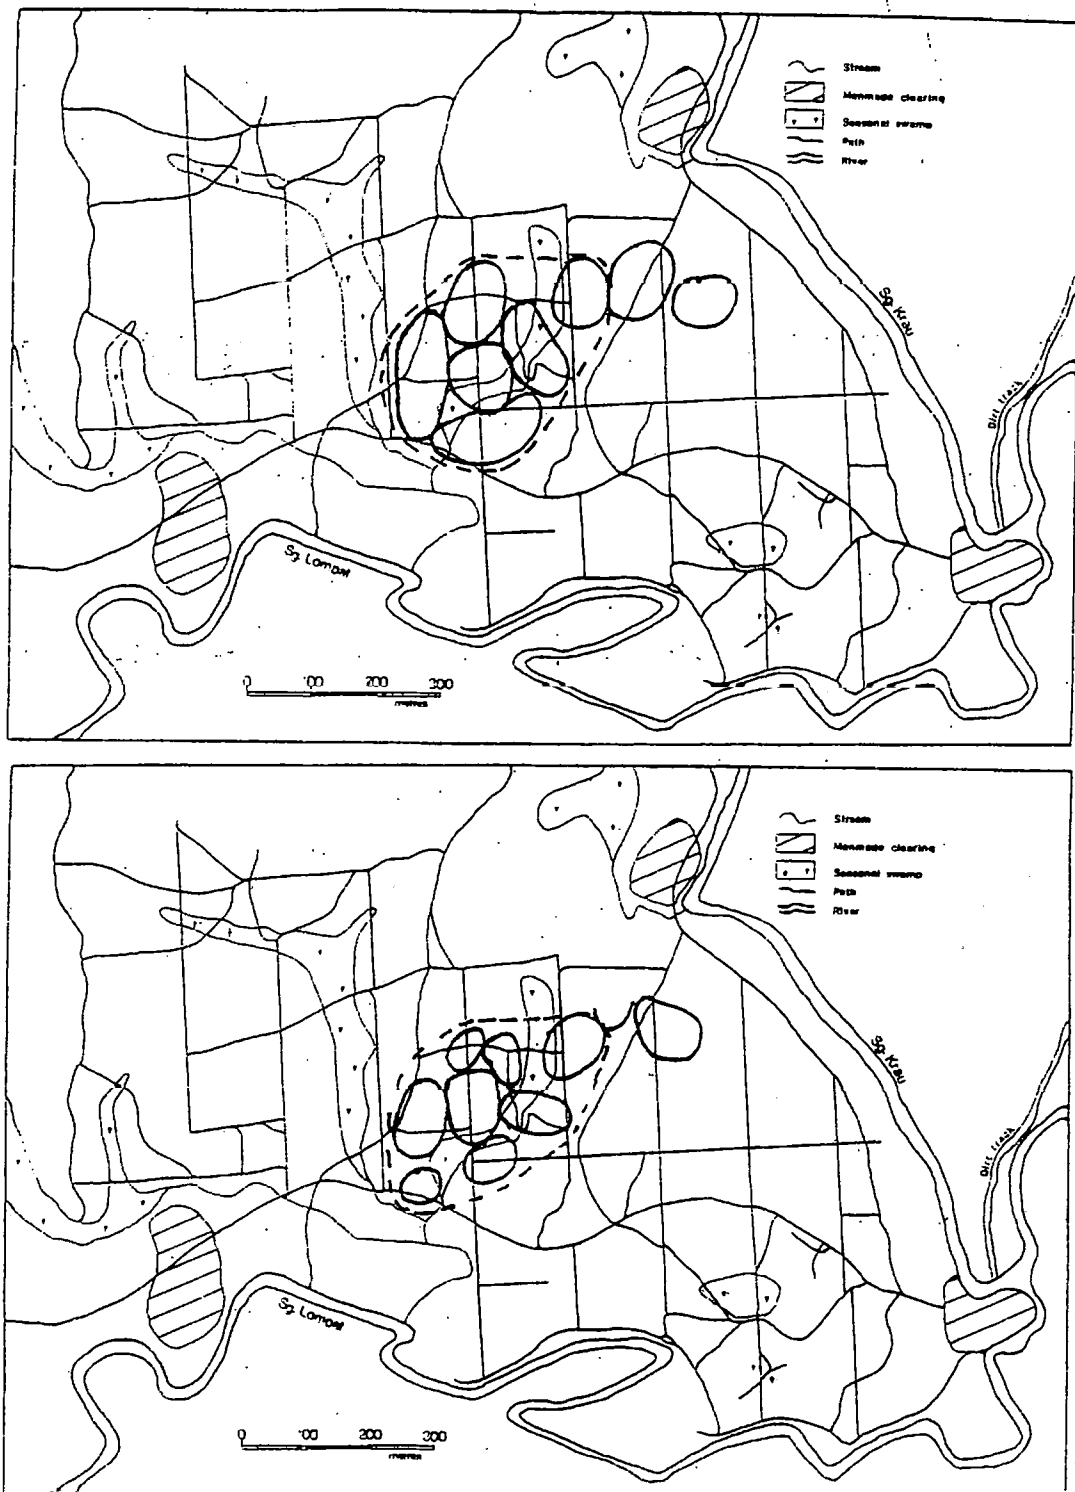 Stream
Manmade clearing
Seasonal swamp
Path
River
Sg. Krau
Dirt track
Sg. Lompat
0 100 200 300
metres
Stream
Manmade clearing
Seasonal swamp
Path
River
Sg. Krau
Dirt track
Sg. Lompat
0 100 200 300
metres